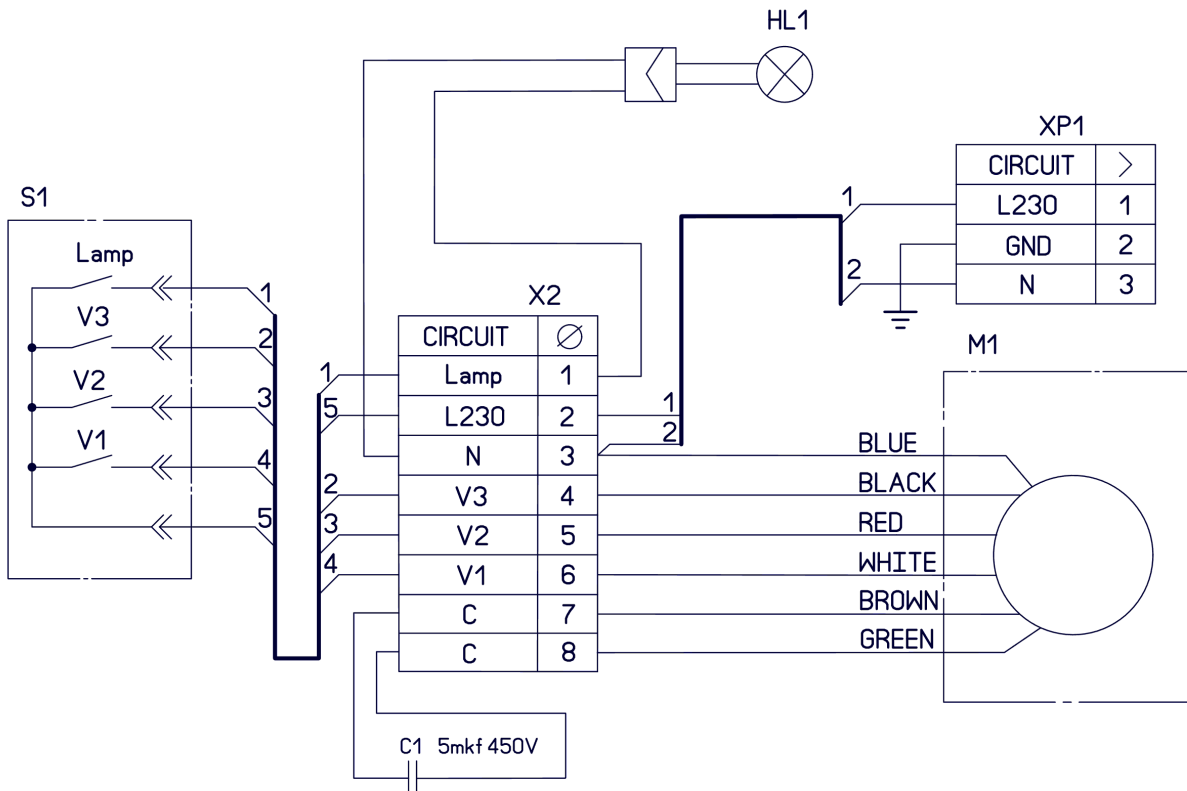 HL1
XP1
CIRCUIT
L230 1
GND 2
N 3
1
2
S1
Lamp
V3
V2
V1
1
2
3
4
5
1
5
2
3
4
X2
CIRCUIT
Lamp 1
L230 2
N 3
V3 4
V2 5
V1 6
C 7
C 8
1
2
M1
BLUE
BLACK
RED
WHITE
BROWN
GREEN
C1 5mkf 450V